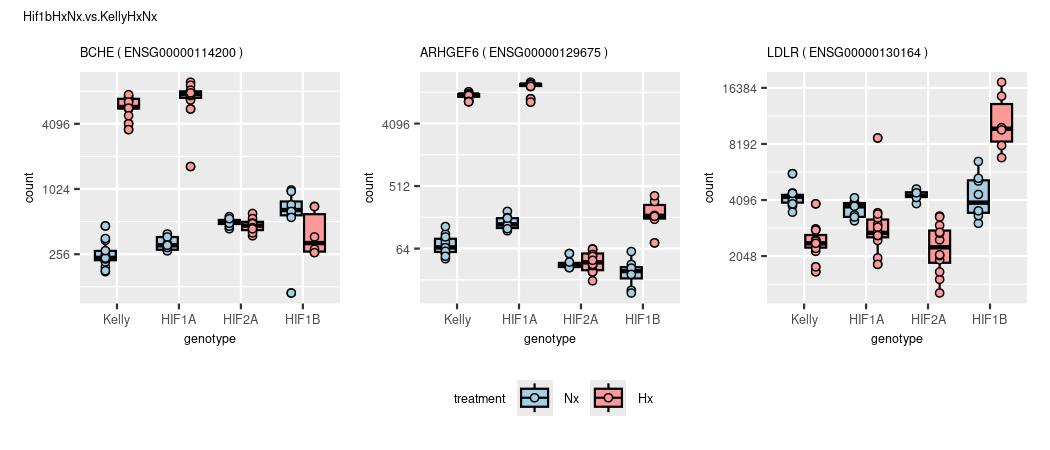 Hif1bHxNx.vs.KellyHxNx
BCHE ( ENSG00000114200 )
count
4096
1024
256
Kelly HIF1A HIF2A HIF1B
genotype
ARHGEF6 ( ENSG00000129675 )
count
4096
512
64
Kelly HIF1A HIF2A HIF1B
genotype
LDLR ( ENSG00000130164 )
count
16384
8192
4096
2048
Kelly HIF1A HIF2A HIF1B
genotype
treatment Nx Hx